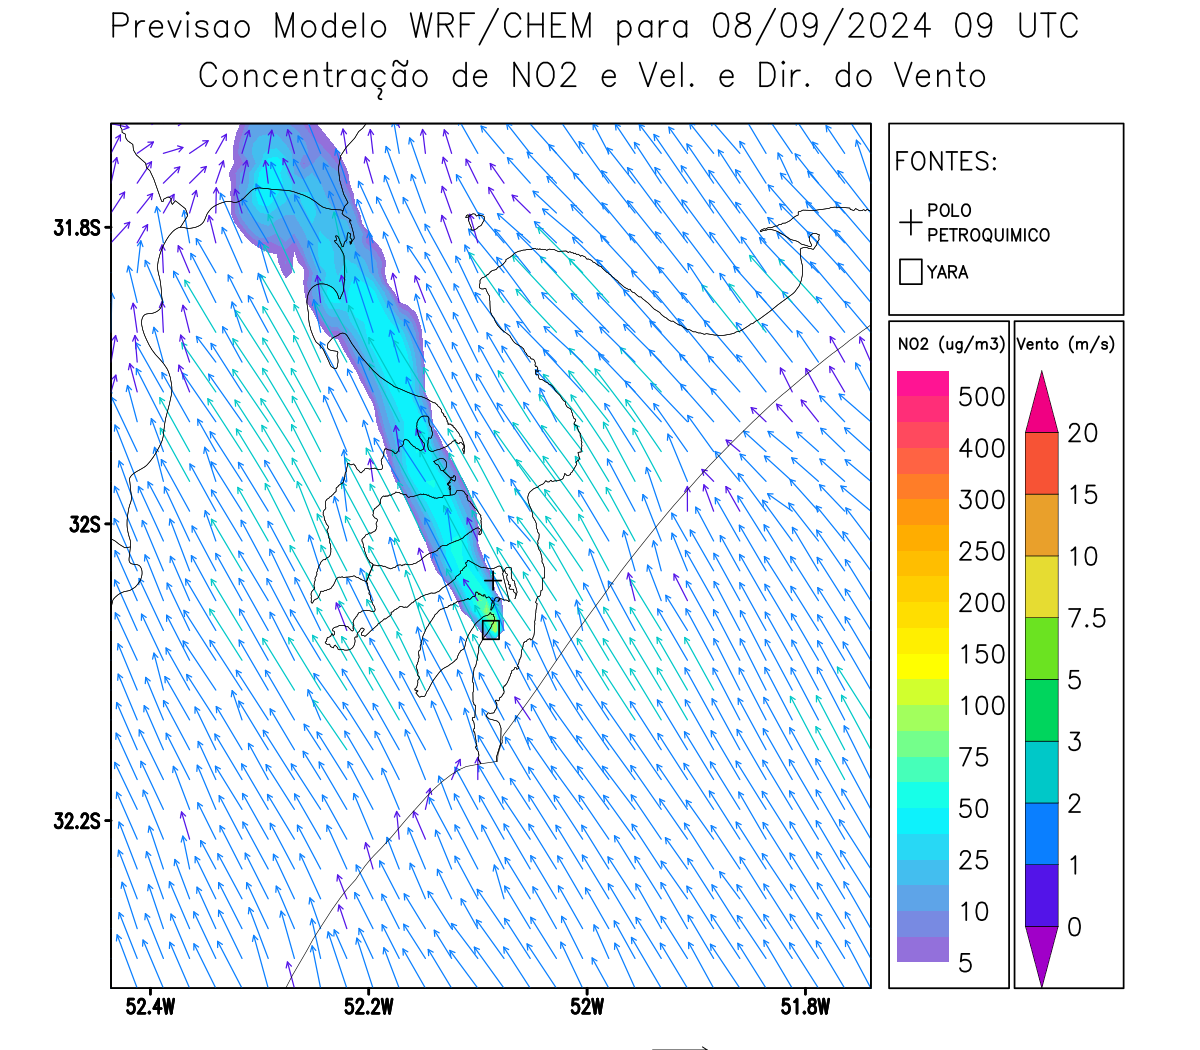 Previsao Modelo WRF/CHEM para 08/09/2024 09 UTC
Concentração de NO2 e Vel. e Dir. do Vento
FONTES:
POLO
PETROQUIMICO
YARA
NO2 (ug/m3)
500
400
300
250
200
150
100
75
50
25
10
5
Vento (m/s)
20
15
10
7.5
5
3
2
1
0
31.8S
32S
32.2S
52.4W
52.2W
52W
51.8W